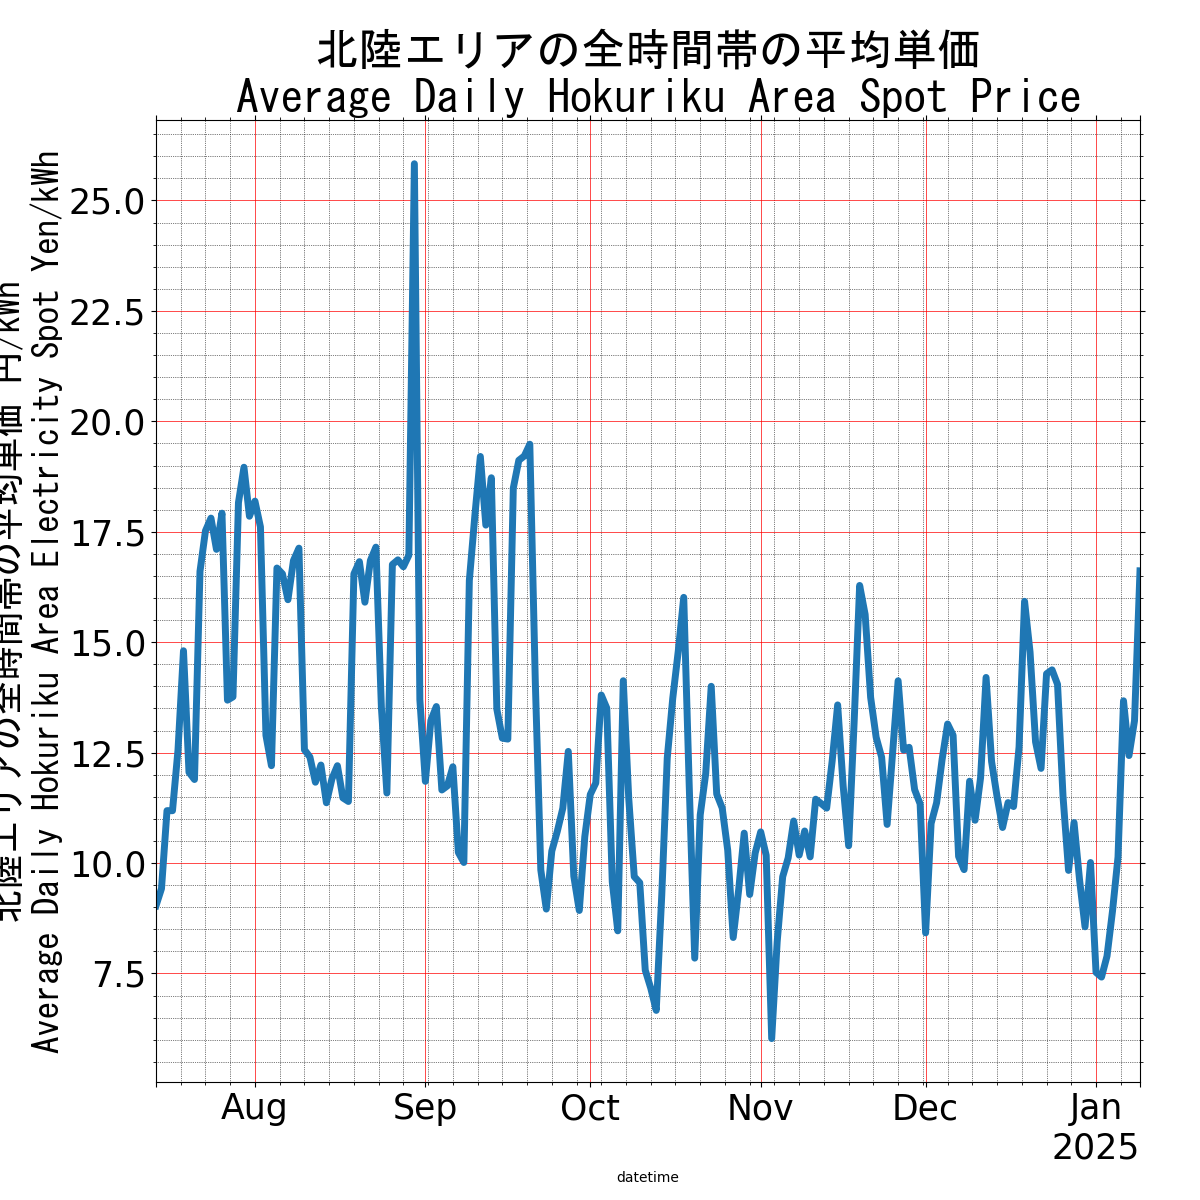 北陸エリアの全時間帯の平均単価
Average Daily Hokuriku Area Spot Price
北陸エリアの全時間帯の平均単価 円/kWh
Average Daily Hokuriku Area Electricity Spot Yen/kWh
25.0
22.5
20.0
17.5
15.0
12.5
10.0
7.5
Aug Sep Oct Nov Dec Jan
2025
datetime